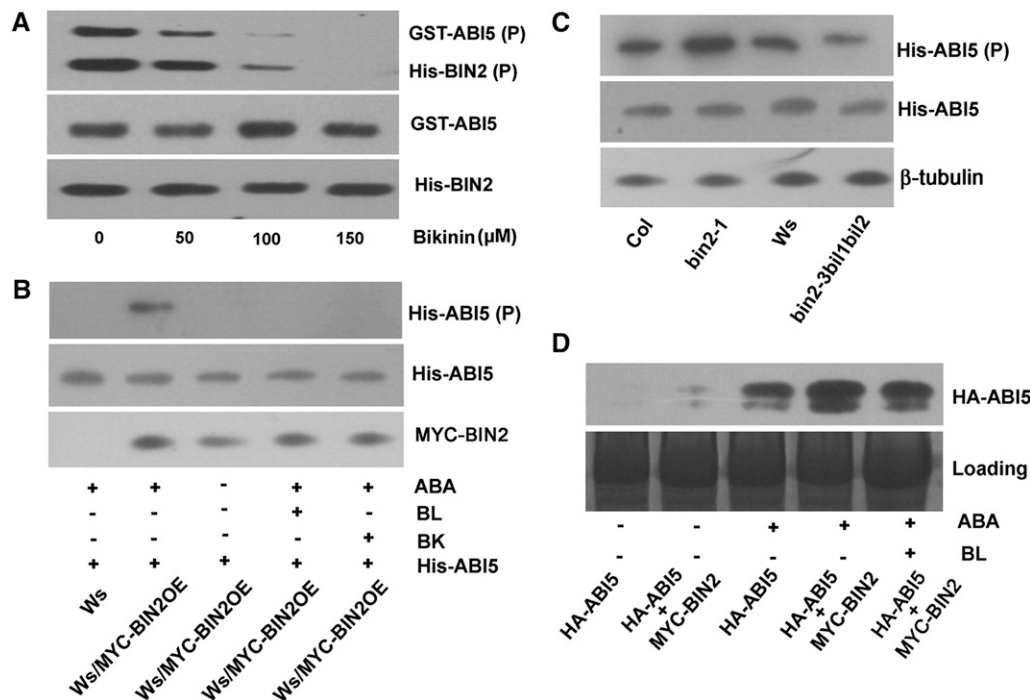 A
GST-ABI5 (P)
His-BIN2 (P)
GST-ABI5
His-BIN2
0 50 100 150 Bikinin (μM)
B
His-ABI5 (P)
His-ABI5
MYC-BIN2
+ + - + + ABA
- - - + - BL
- - - - + BK
+ + + + + His-ABI5
Ws
Ws/MYC-BIN2OE
Ws/MYC-BIN2OE
Ws/MYC-BIN2OE
Ws/MYC-BIN2OE
C
His-ABI5 (P)
His-ABI5
β-tubulin
Col
bin2-1
Ws
bin2-3bil1bil2
D
HA-ABI5
Loading
- - + + + ABA
- - - - + BL
HA-ABI5
HA-ABI5
+
MYC-BIN2
HA-ABI5
HA-ABI5
+
MYC-BIN2
HA-ABI5
+
MYC-BIN2